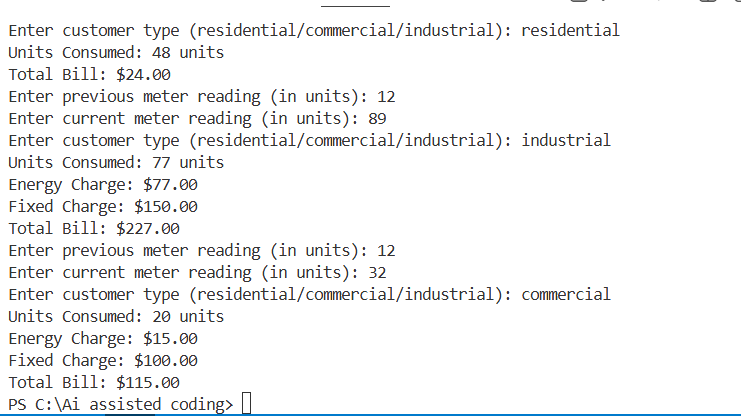 Enter customer type (residential/commercial/industrial): residential
Units Consumed: 48 units
Total Bill: $24.00
Enter previous meter reading (in units): 12
Enter current meter reading (in units): 89
Enter customer type (residential/commercial/industrial): industrial
Units Consumed: 77 units
Energy Charge: $77.00
Fixed Charge: $150.00
Total Bill: $227.00
Enter previous meter reading (in units): 12
Enter current meter reading (in units): 32
Enter customer type (residential/commercial/industrial): commercial
Units Consumed: 20 units
Energy Charge: $15.00
Fixed Charge: $100.00
Total Bill: $115.00
PS C:\Ai assisted coding>